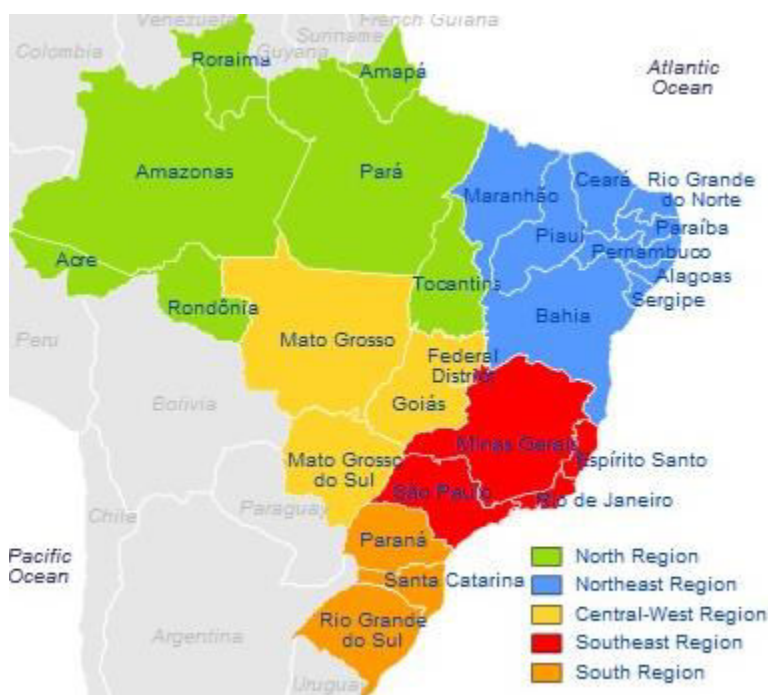 Venezuela
French Guiana
Suriname
Colombia
Guyana
Roraima
Amapá
Atlantic
Ocean
Amazonas
Pará
Maranhão
Ceará
Rio Grande
do Norte
Paraíba
Piauí
Pernambuco
Acre
Alagoas
Tocantins
Sergipe
Rondônia
Bahia
Peru
Mato Grosso
Federal
District
Bolivia
Goiás
Minas Gerais
Mato Grosso
do Sul
Espírito Santo
São Paulo
Rio de Janeiro
Paraguay
Chile
Paraná
Pacific
Ocean
Santa Catarina
Rio Grande
do Sul
Argentina
Uruguay
North Region
Northeast Region
Central-West Region
Southeast Region
South Region